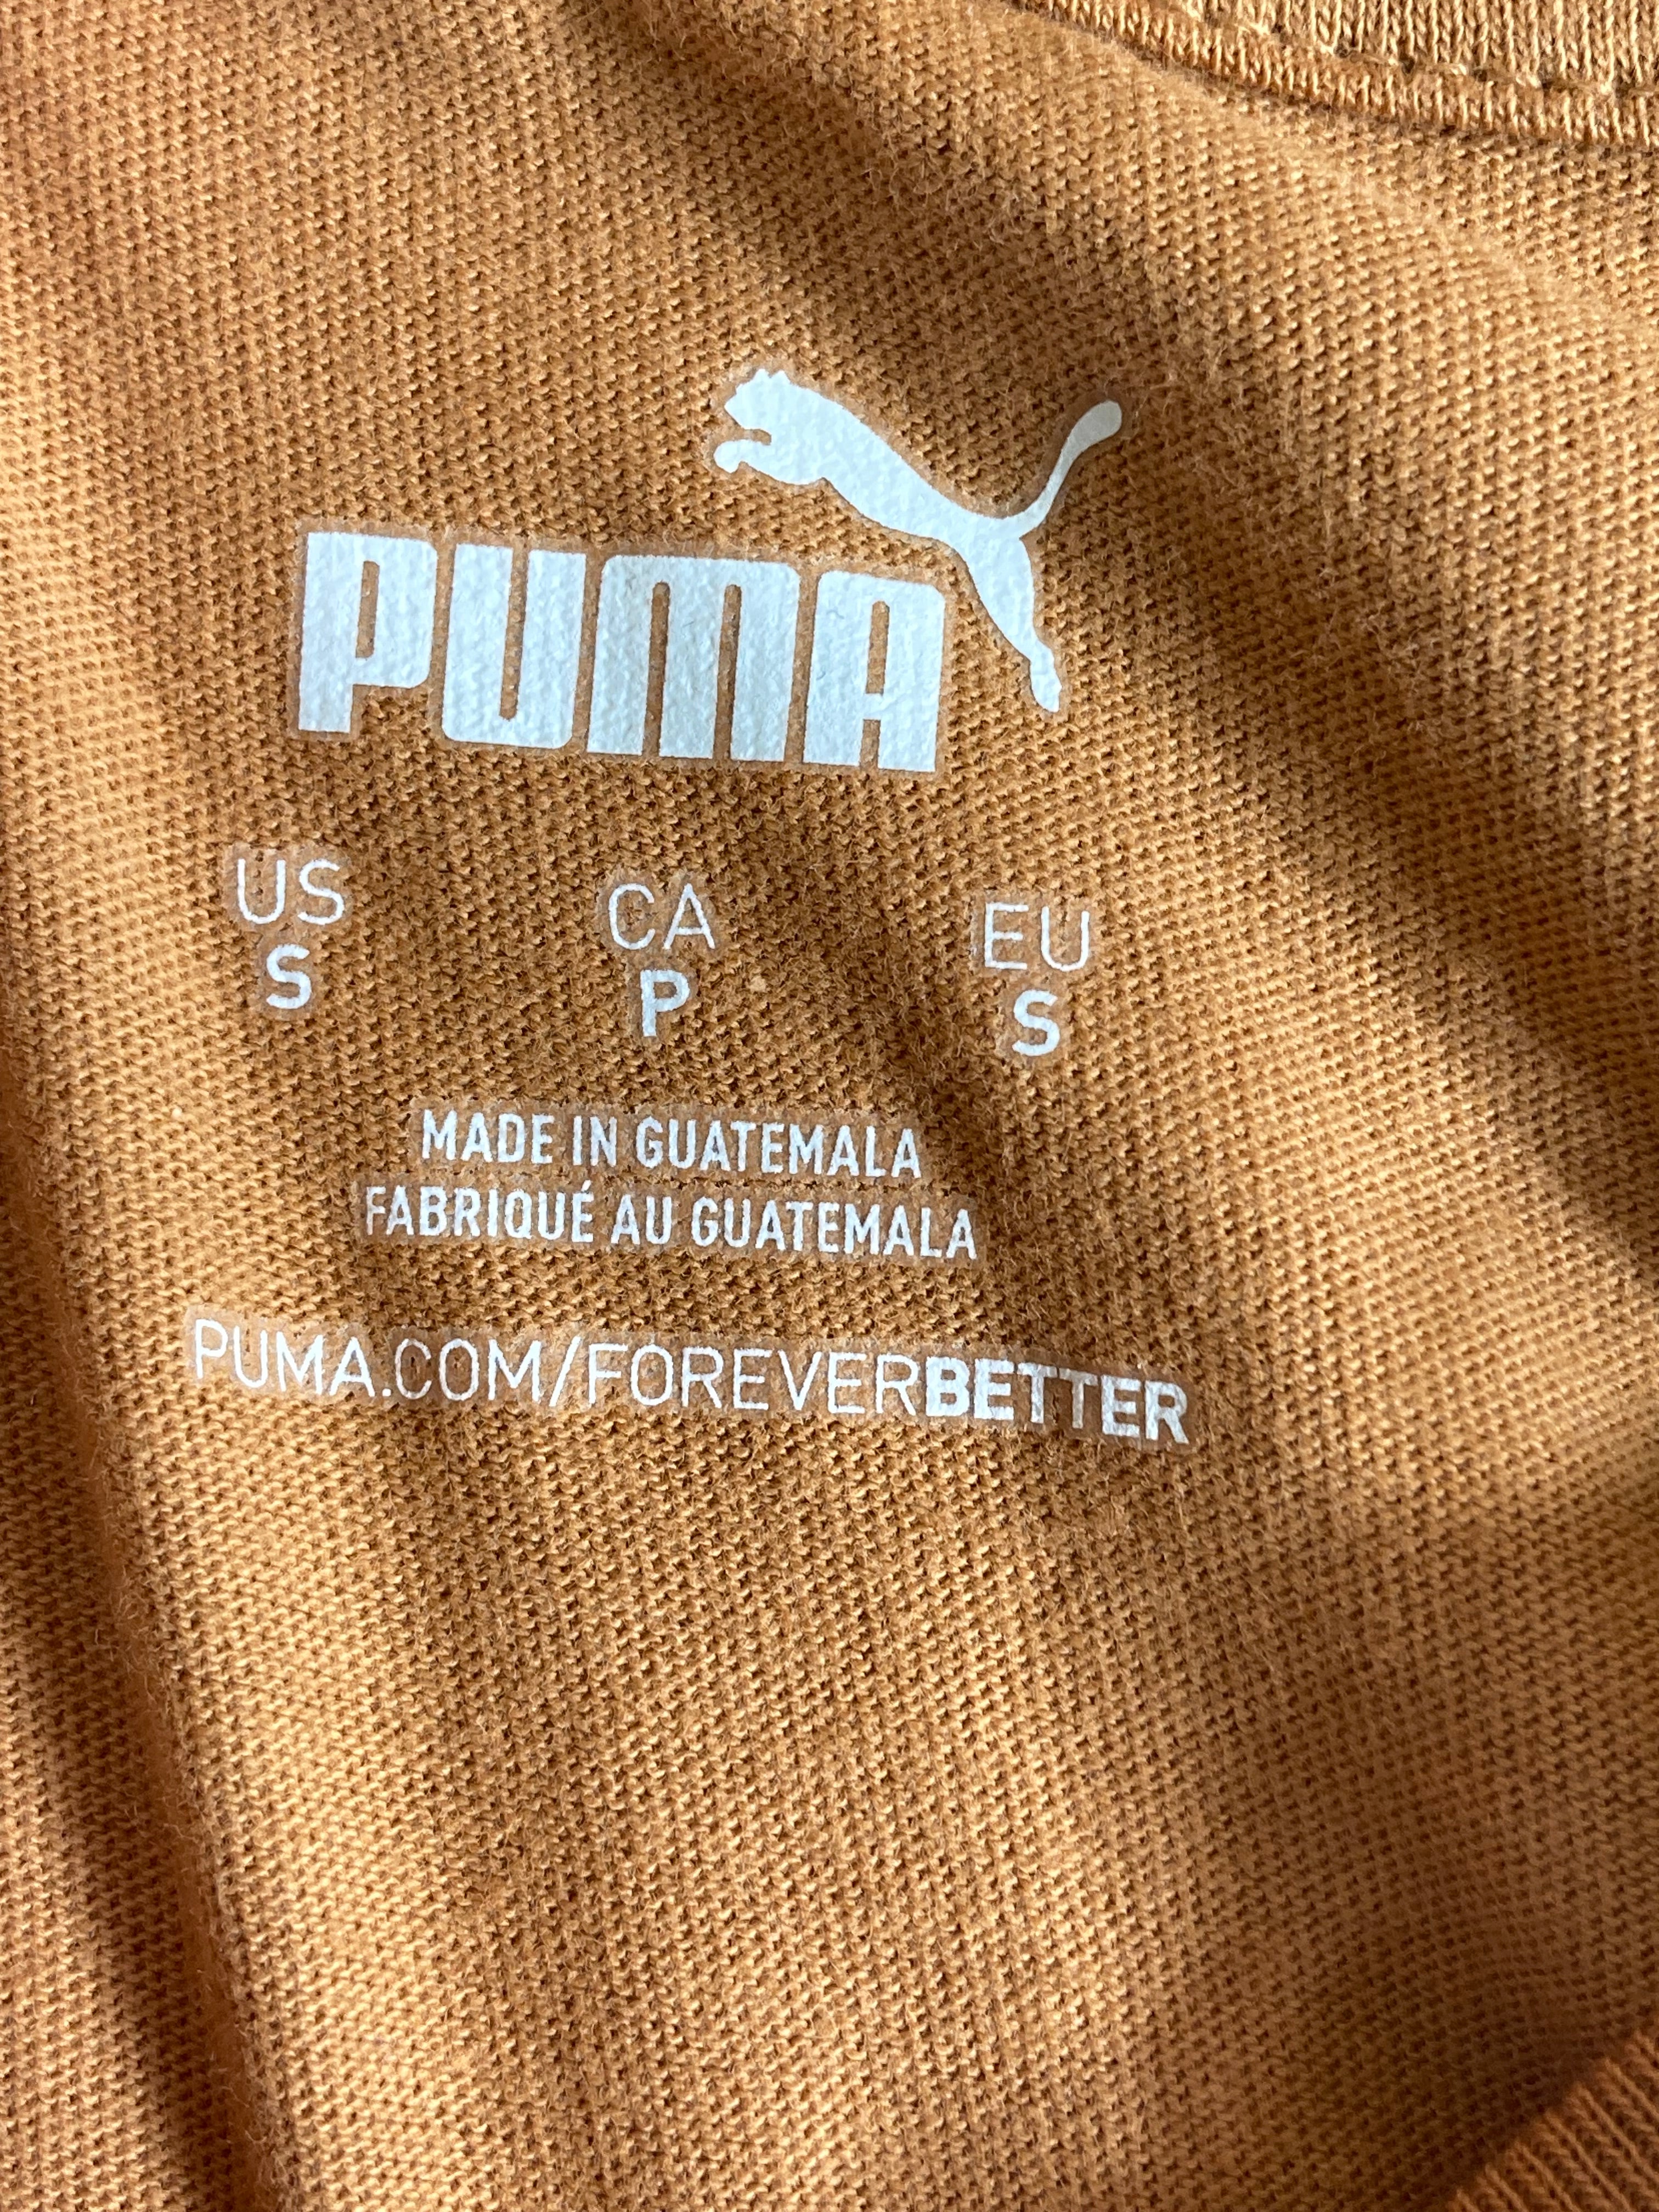 PUMA
US CA EU
S P S
MADE IN GUATEMALA
FABRIQUÉ AU GUATEMALA
PUMA.COM/FOREVERBETTER